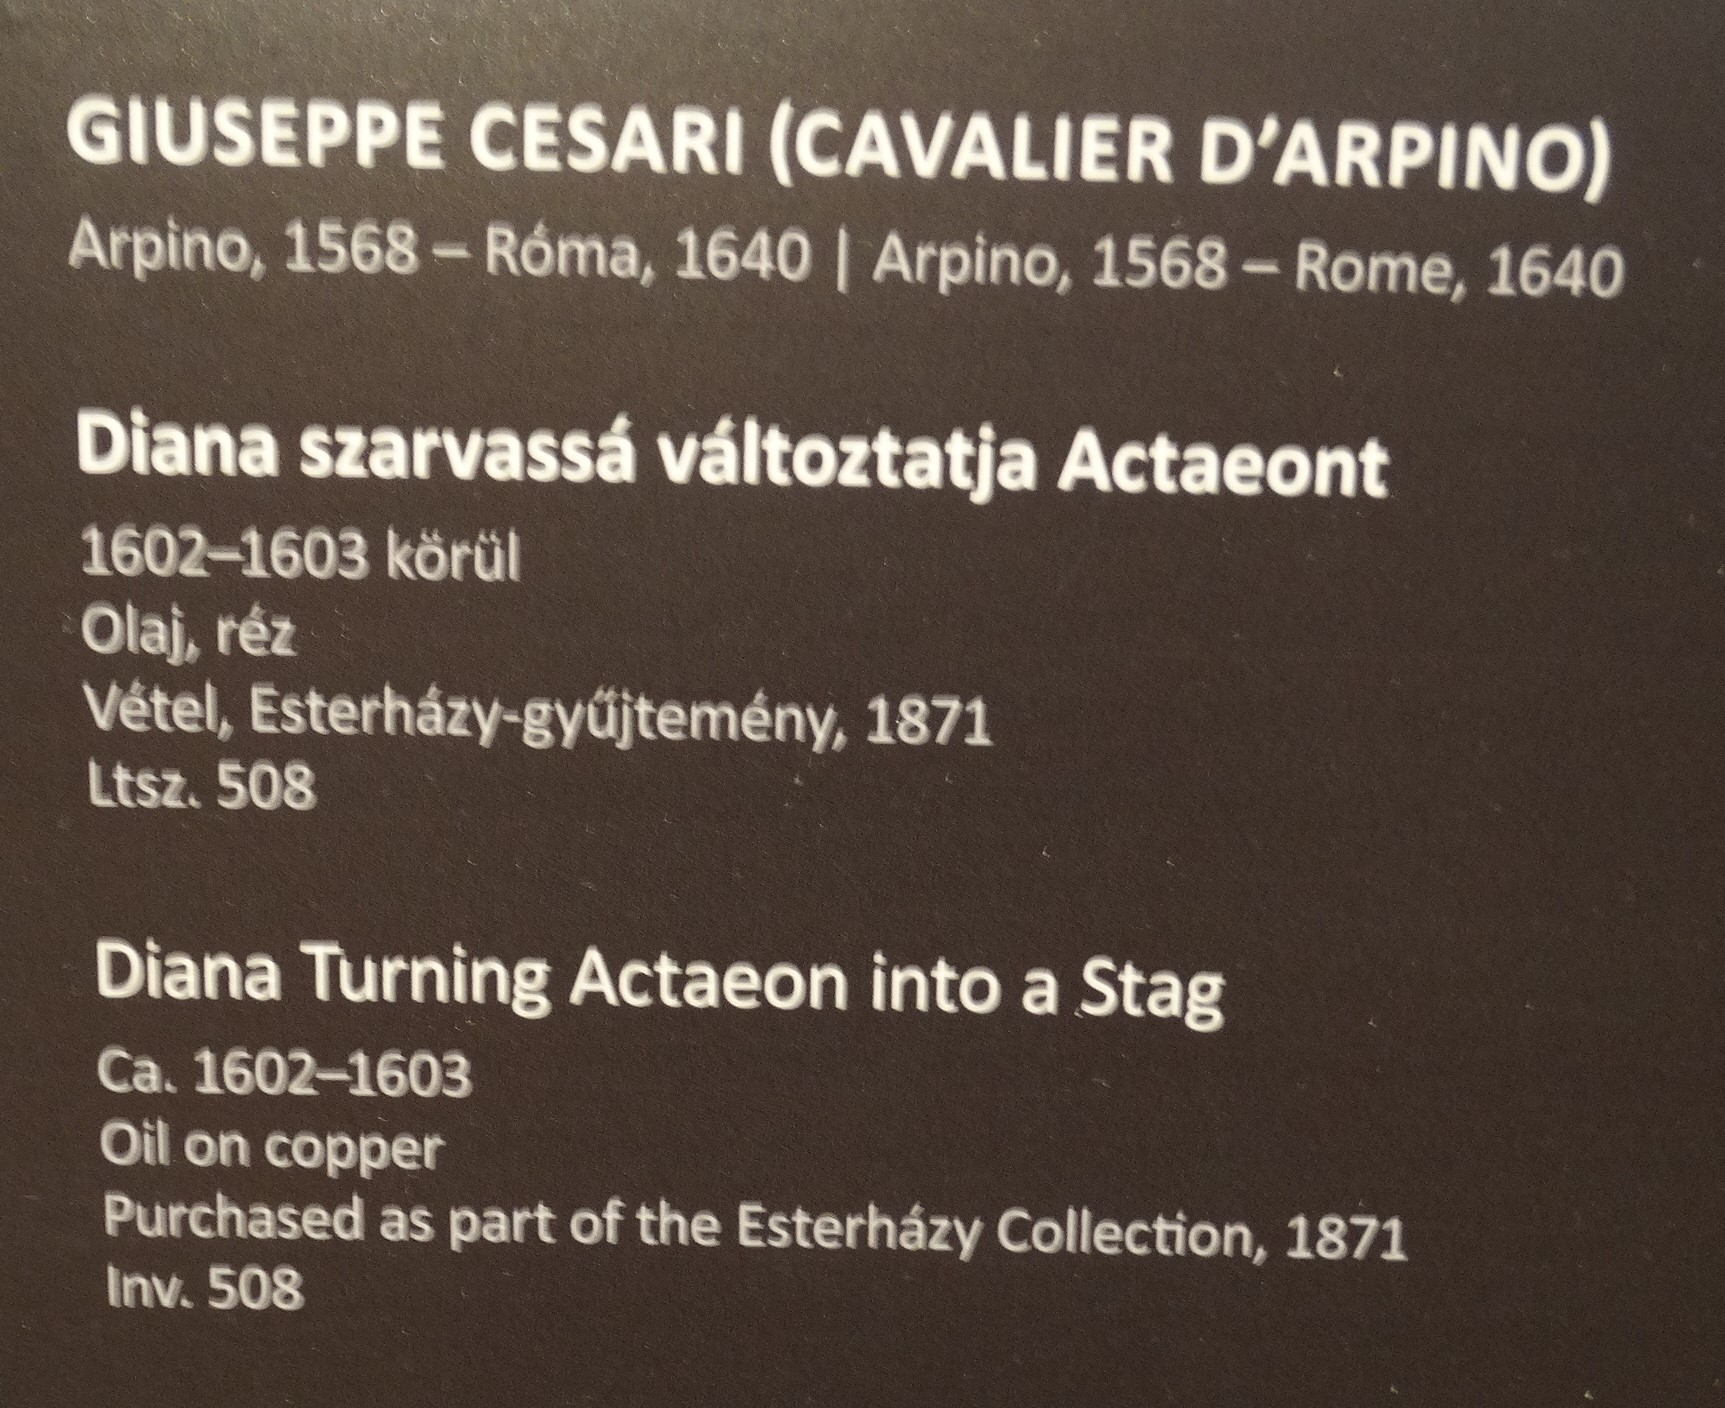 GIUSEPPE CESARI (CAVALIER D’ARPINO)
Arpino, 1568 – Róma, 1640 | Arpino, 1568 – Rome, 1640
Diana szarvassá változtatja Actaeont
1602–1603 körül
Olaj, réz
Vétel, Esterházy-gyűjtemény, 1871
Ltsz. 508
Diana Turning Actaeon into a Stag
Ca. 1602–1603
Oil on copper
Purchased as part of the Esterházy Collection, 1871
Inv. 508